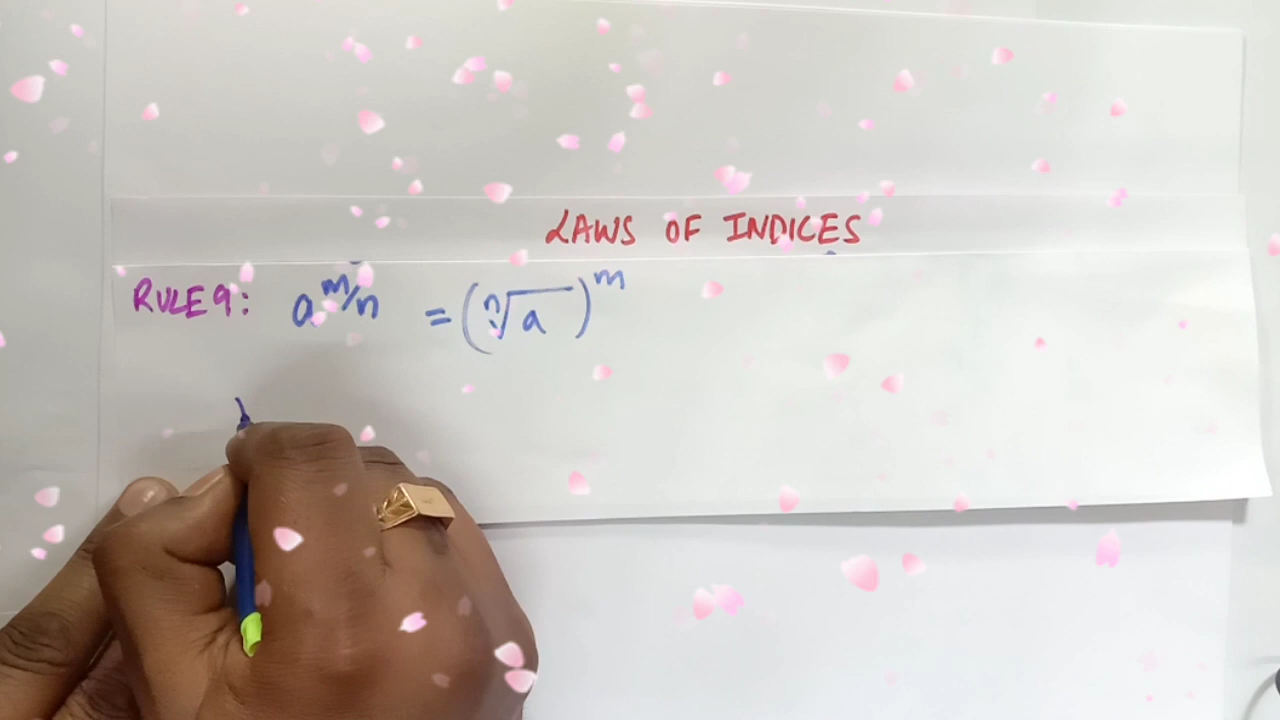 LAWS OF INDICES
RULE 9: a^m/n = (ⁿ√a)^m